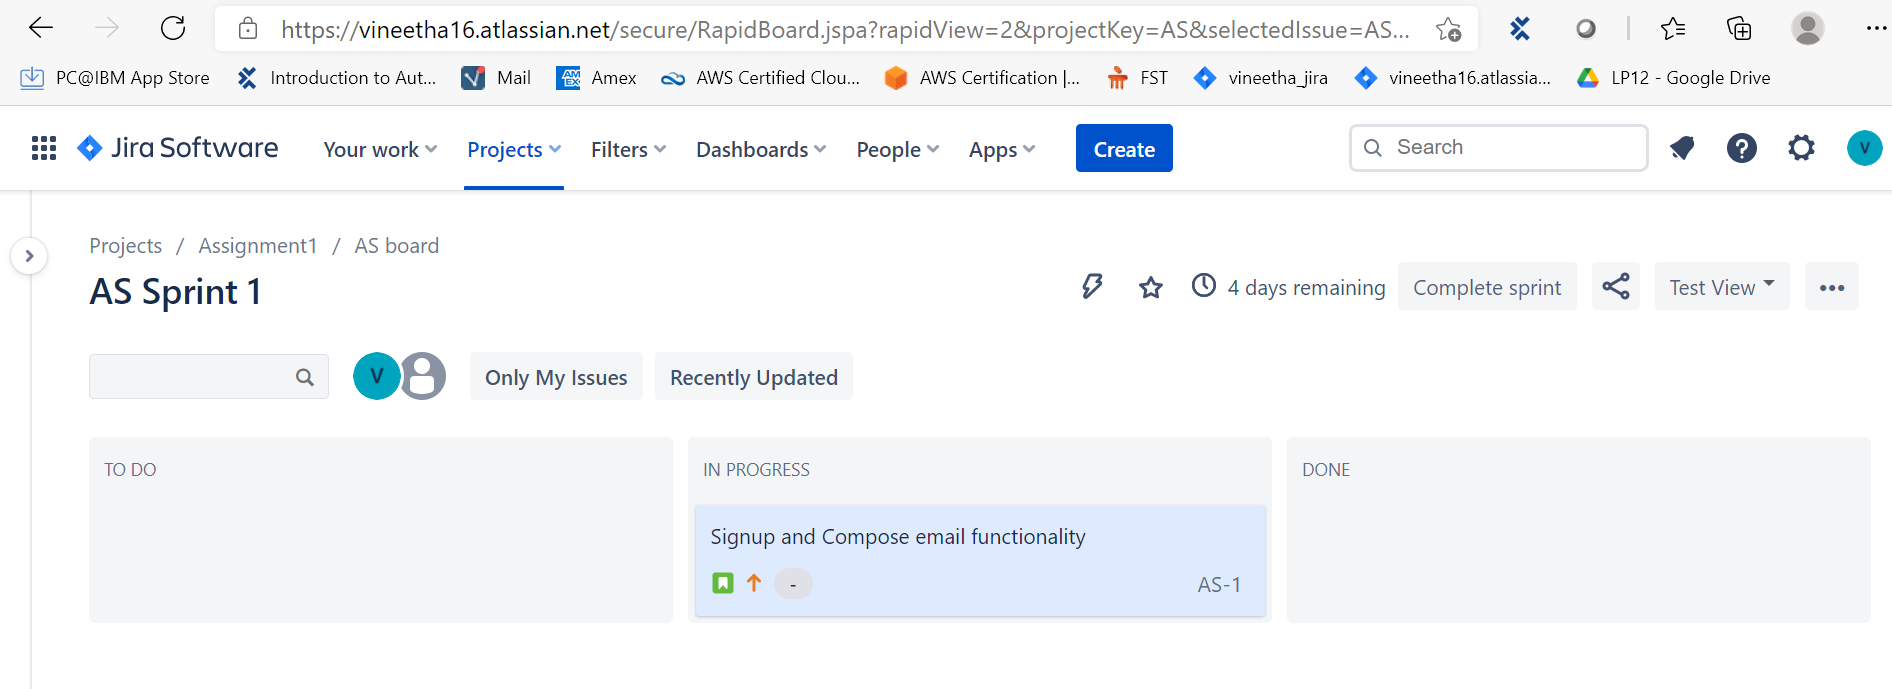 https://vineetha16.atlassian.net/secure/RapidBoard.jspa?rapidView=2&projectKey=AS&selectedIssue=AS...
PC@IBM App Store Introduction to Aut... Mail AM EX Amex AWS Certified Clou... AWS Certification |... FST vineetha_jira vineetha16.atlassia... LP12 - Google Drive
Jira Software Your work Projects Filters Dashboards People Apps Create Search V
Projects / Assignment1 / AS board
AS Sprint 1 4 days remaining Complete sprint Test View
V Only My Issues Recently Updated
TO DO IN PROGRESS DONE
Signup and Compose email functionality
- AS-1